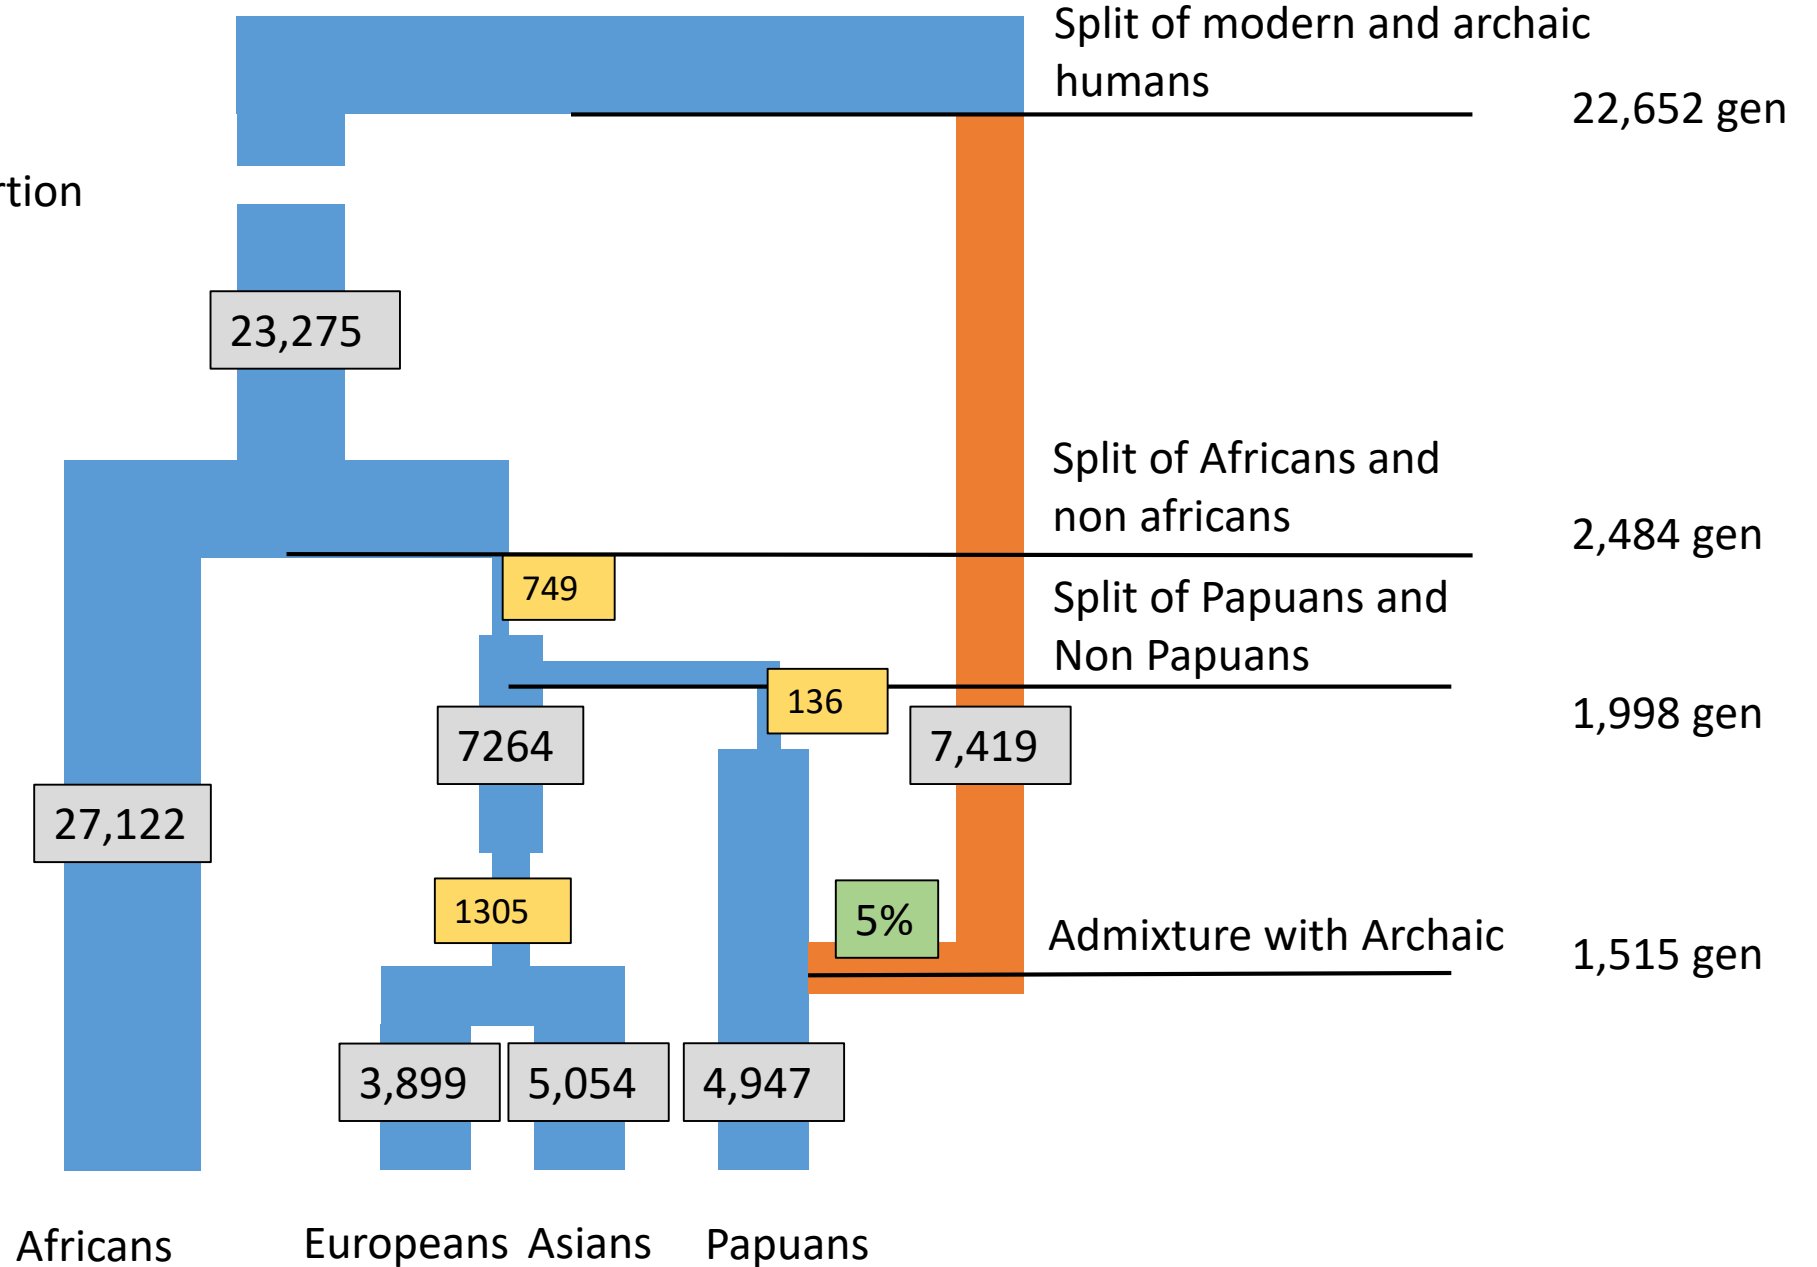 Split of modern and archaic
humans
22,652 gen
rtion
23,275
Split of Africans and
non africans
2,484 gen
749
Split of Papuans and
Non Papuans
136
1,998 gen
7264
7,419
27,122
1305
5%
Admixture with Archaic
1,515 gen
3,899
5,054
4,947
Africans
Europeans
Asians
Papuans